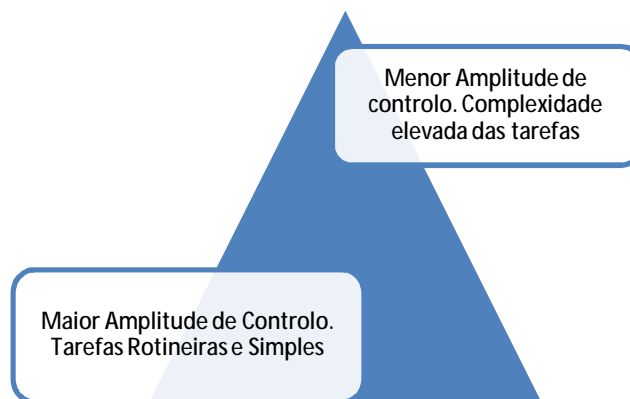 Menor Amplitude de
controlo. Complexidade
elevada das tarefas
Maior Amplitude de Controlo.
Tarefas Rotineiras e Simples